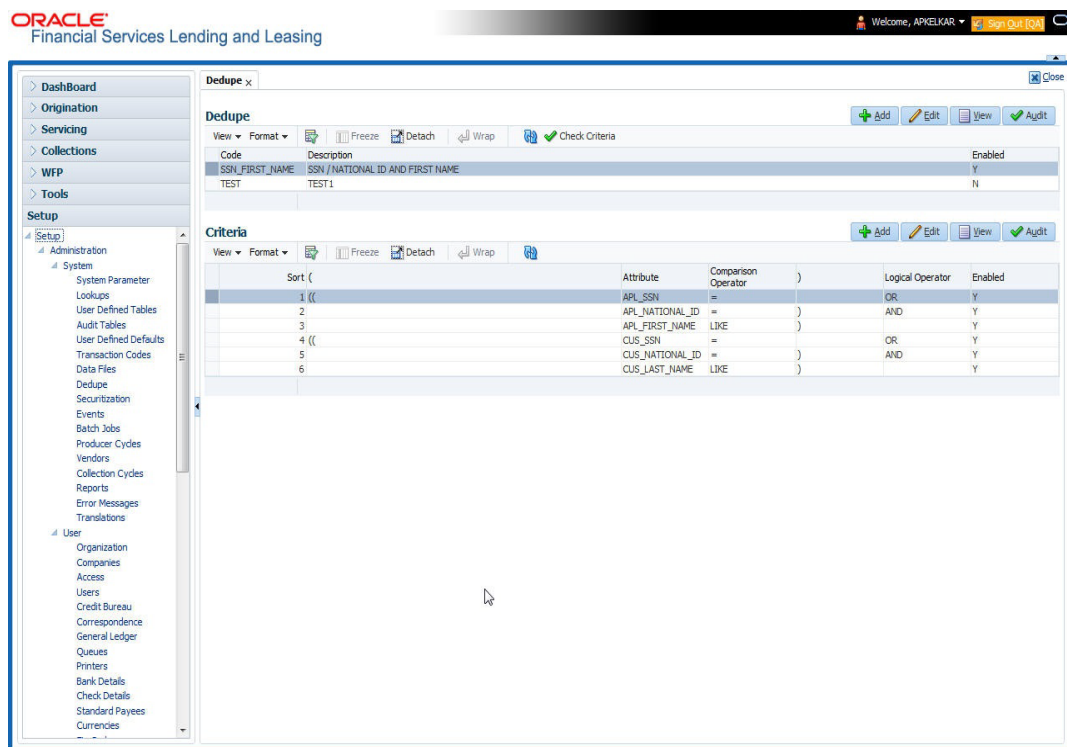 ORACLE
Financial Services Lending and Leasing
Welcome, APKELKAR
Sign Out [QA]
DashBoard
Origination
Servicing
Collections
WFP
Tools
Setup
Setup
Administration
System
System Parameter
Lookups
User Defined Tables
Audit Tables
User Defined Defaults
Transaction Codes
Data Files
Dedupe
Securitization
Events
Batch Jobs
Producer Cycles
Vendors
Collection Cycles
Reports
Error Messages
Translations
User
Organization
Companies
Access
Users
Credit Bureau
Correspondence
General Ledger
Queues
Printers
Bank Details
Check Details
Standard Payees
Currencies
Dedupe x
Close
Dedupe
Add Edit View Audit
View Format Freeze Detach Wrap Check Criteria
Code Description Enabled
SSN_FIRST_NAME SSN / NATIONAL ID AND FIRST NAME Y
TEST TEST1 N
Criteria
Add Edit View Audit
View Format Freeze Detach Wrap
Sort ( Attribute Comparison Operator ) Logical Operator Enabled
1 (( APL_SSN = OR Y
2 APL_NATIONAL_ID = ) AND Y
3 APL_FIRST_NAME LIKE ) Y
4 (( CUS_SSN = OR Y
5 CUS_NATIONAL_ID = ) AND Y
6 CUS_LAST_NAME LIKE ) Y